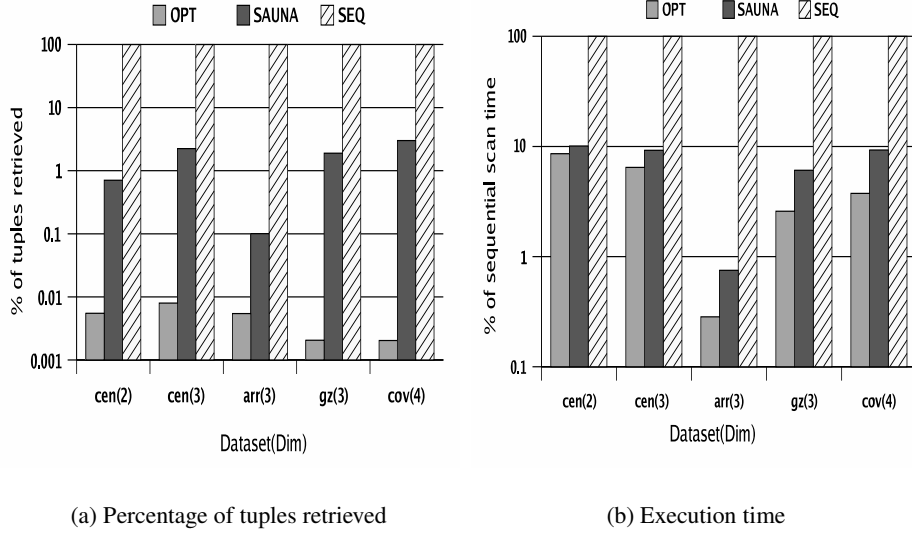 OPT SAUNA SEQ
% of tuples retrieved
100
10
1
0.1
0.01
0.001
cen(2) cen(3) arr(3) gz(3) cov(4)
Dataset(Dim)
(a) Percentage of tuples retrieved
OPT SAUNA SEQ
% of sequential scan time
100
10
1
0.1
cen(2) cen(3) arr(3) gz(3) cov(4)
Dataset(Dim)
(b) Execution time